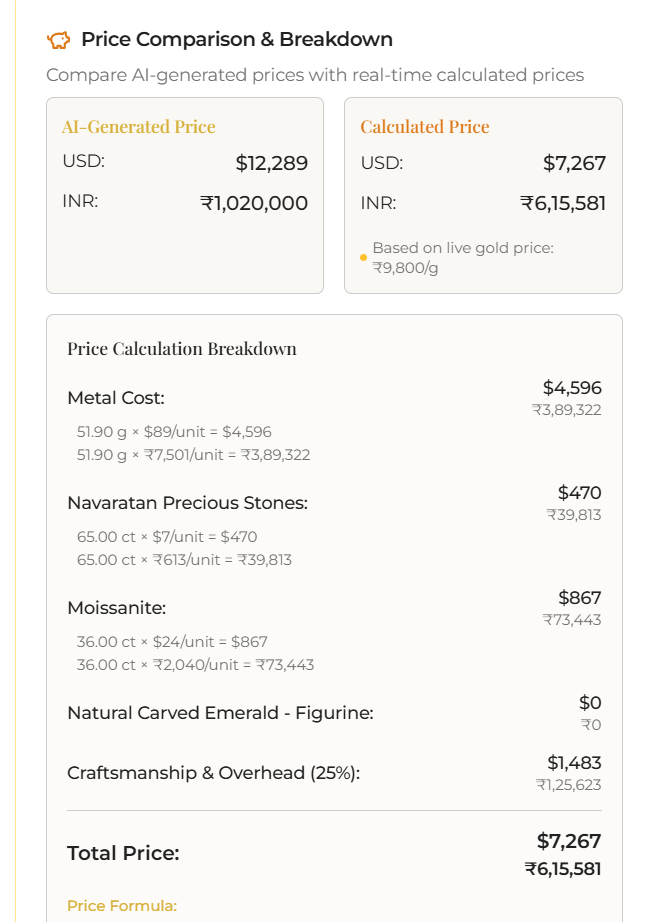 Price Comparison & Breakdown
Compare AI-generated prices with real-time calculated prices
AI-Generated Price
USD: $12,289
INR: ₹1,020,000
Calculated Price
USD: $7,267
INR: ₹6,15,581
Based on live gold price:
₹9,800/g
Price Calculation Breakdown
Metal Cost: $4,596
₹3,89,322
51.90 g × $89/unit = $4,596
51.90 g × ₹7,501/unit = ₹3,89,322
Navaratan Precious Stones: $470
₹39,813
65.00 ct × $7/unit = $470
65.00 ct × ₹613/unit = ₹39,813
Moissanite: $867
₹73,443
36.00 ct × $24/unit = $867
36.00 ct × ₹2,040/unit = ₹73,443
Natural Carved Emerald - Figurine: $0
₹0
Craftsmanship & Overhead (25%): $1,483
₹1,25,623
Total Price: $7,267
₹6,15,581
Price Formula: